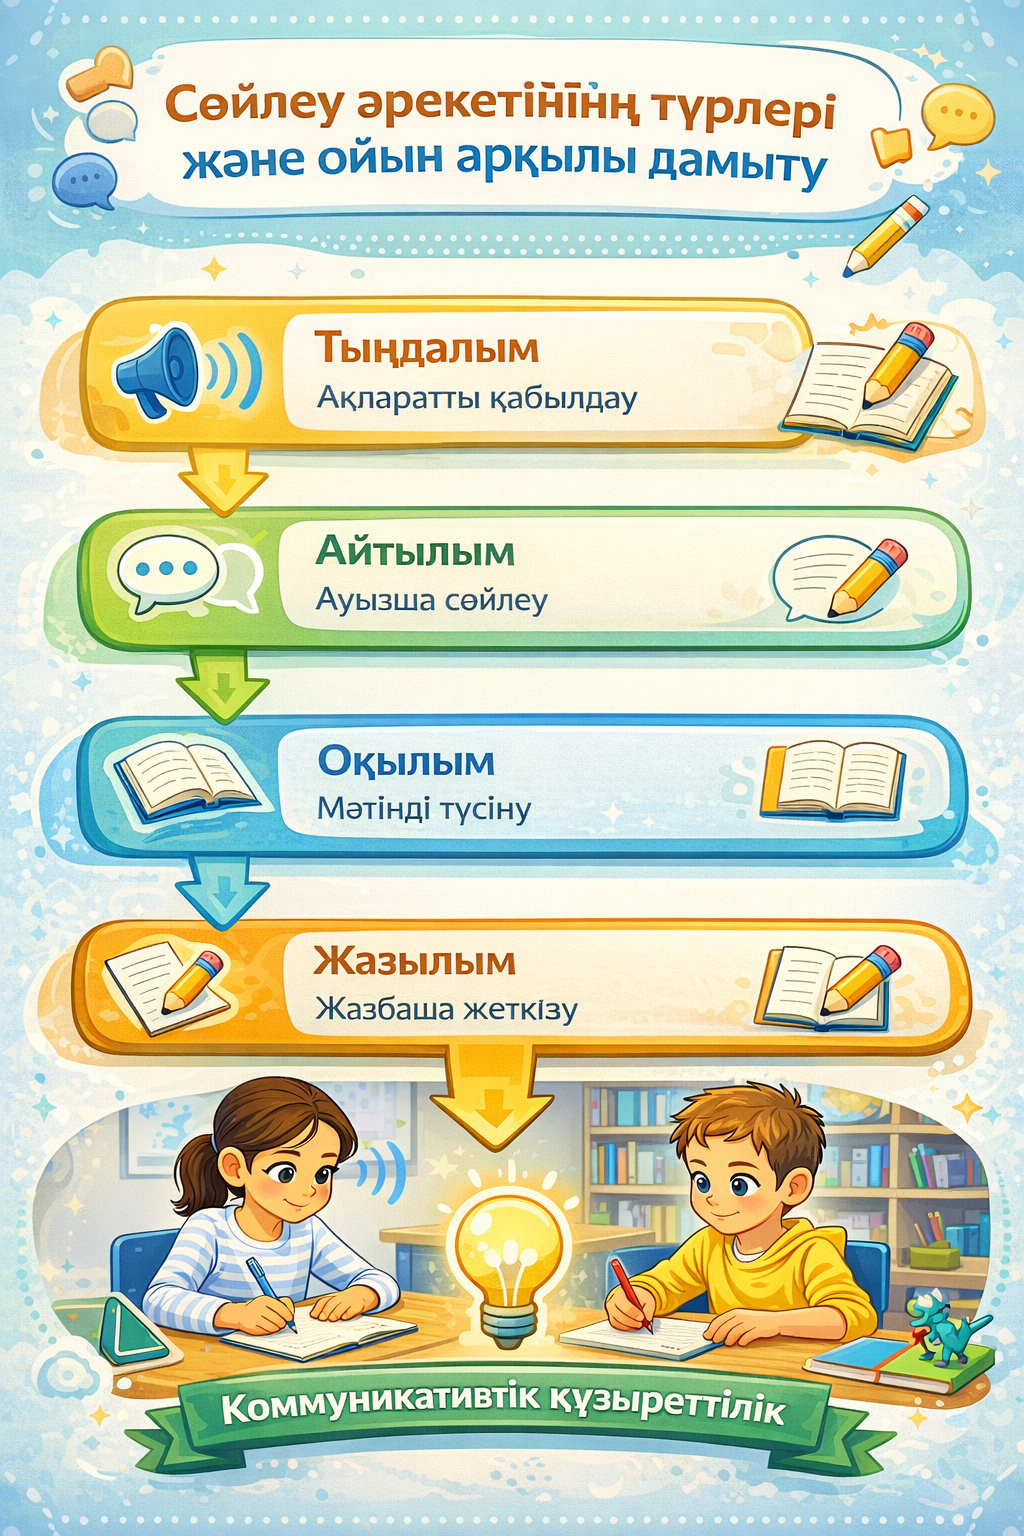 Сөйлеу әрекетінің түрлері
және ойын арқылы дамыту
Тыңдалым
Ақпаратты қабылдау
Айтылым
Ауызша сөйлеу
Оқылым
Мәтінді түсіну
Жазылым
Жазбаша жеткізу
Коммуникативтік құзыреттілік